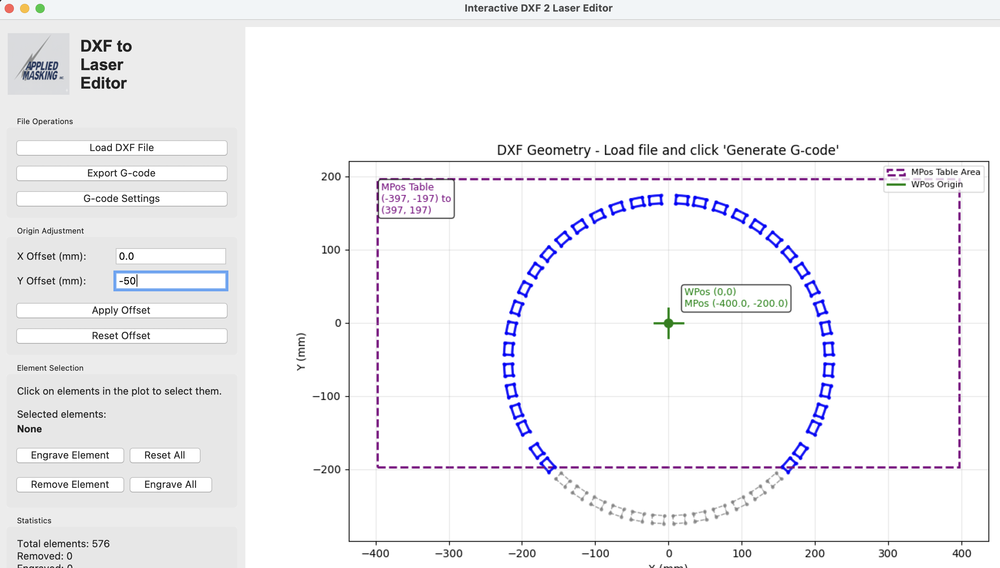 Interactive DXF 2 Laser Editor
APPLIED
MASKING
DXF to
Laser
Editor
File Operations
Load DXF File
Export G-code
G-code Settings
Origin Adjustment
X Offset (mm): 0.0
Y Offset (mm): -50
Apply Offset
Reset Offset
Element Selection
Click on elements in the plot to select them.
Selected elements:
None
Engrave Element Reset All
Remove Element Engrave All
Statistics
Total elements: 576
Removed: 0
Engraved: 0
DXF Geometry - Load file and click 'Generate G-code'
MPos Table Area
WPos Origin
MPos Table
(-397, -197) to
(397, 197)
WPos (0,0)
MPos (-400.0, -200.0)
Y (mm)
200
100
0
−100
−200
−400 −300 −200 −100 0 100 200 300 400
X (mm)